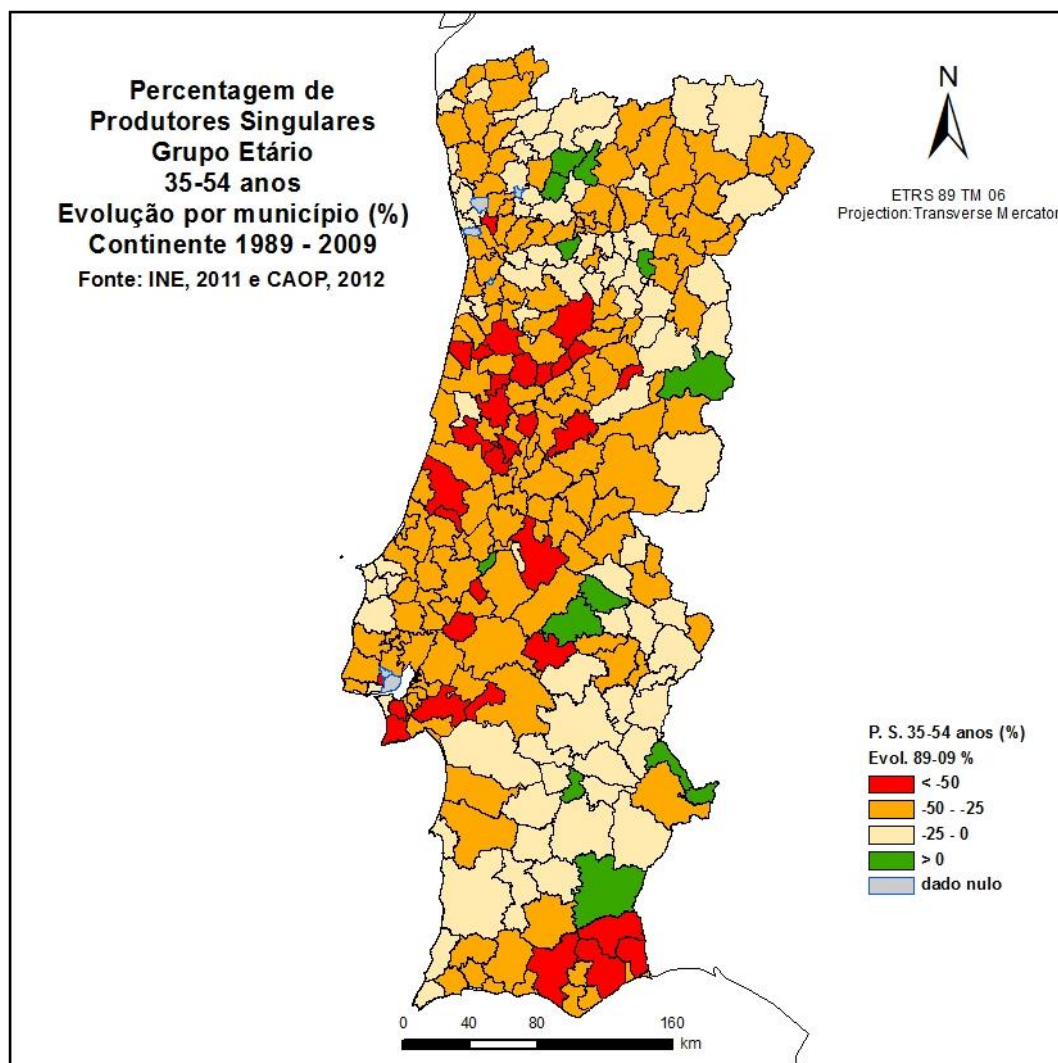 Percentagem de
Produtores Singulares
Grupo Etário
35-54 anos
Evolução por município (%)
Continente 1989 - 2009
Fonte: INE, 2011 e CAOP, 2012
N
ETRS 89 TM 06
Projection: Transverse Mercator
P. S. 35-54 anos (%)
Evol. 89-09 %
< -50
-50 - -25
-25 - 0
> 0
dado nulo
0 40 80 160
km